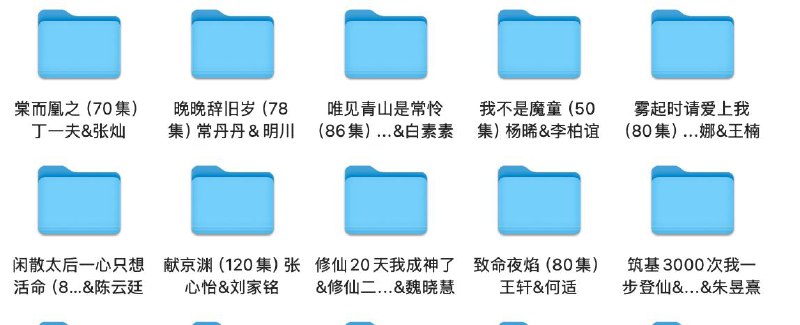 棠而凰之（70集）
丁一夫&张灿
晚晚辞旧岁（78
集）常丹丹＆明川
唯见青山是常怜
（86集）...&白素素
我不是魔童（50
集）杨晞&李柏谊
雾起时请爱上我
（80集）...娜&王楠
闲散太后一心只想
活命（8...&陈云廷
献京渊（120集）张
心怡&刘家铭
修仙20天我成神了
&修仙二...&魏晓慧
致命夜焰（80集）
王轩&何适
筑基3000次我一
步登仙&...&朱昱熹